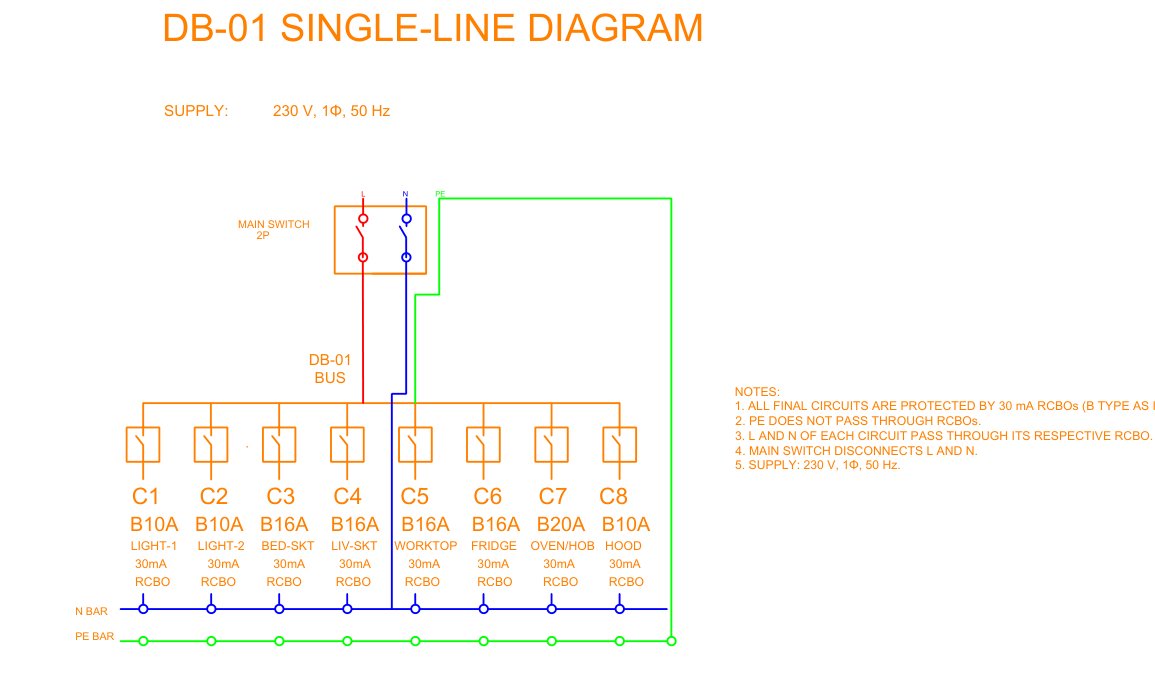 DB-01 SINGLE-LINE DIAGRAM
SUPPLY: 230 V, 1Φ, 50 Hz
L N PE
MAIN SWITCH
2P
DB-01
BUS
NOTES:
1. ALL FINAL CIRCUITS ARE PROTECTED BY 30 mA RCBOs (B TYPE AS
2. PE DOES NOT PASS THROUGH RCBOs.
3. L AND N OF EACH CIRCUIT PASS THROUGH ITS RESPECTIVE RCBO.
4. MAIN SWITCH DISCONNECTS L AND N.
5. SUPPLY: 230 V, 1Φ, 50 Hz.
C1 C2 C3 C4 C5 C6 C7 C8
B10A B10A B16A B16A B16A B16A B20A B10A
LIGHT-1 LIGHT-2 BED-SKT LIV-SKT WORKTOP FRIDGE OVEN/HOB HOOD
30mA 30mA 30mA 30mA 30mA 30mA 30mA 30mA
RCBO RCBO RCBO RCBO RCBO RCBO RCBO RCBO
N BAR
PE BAR